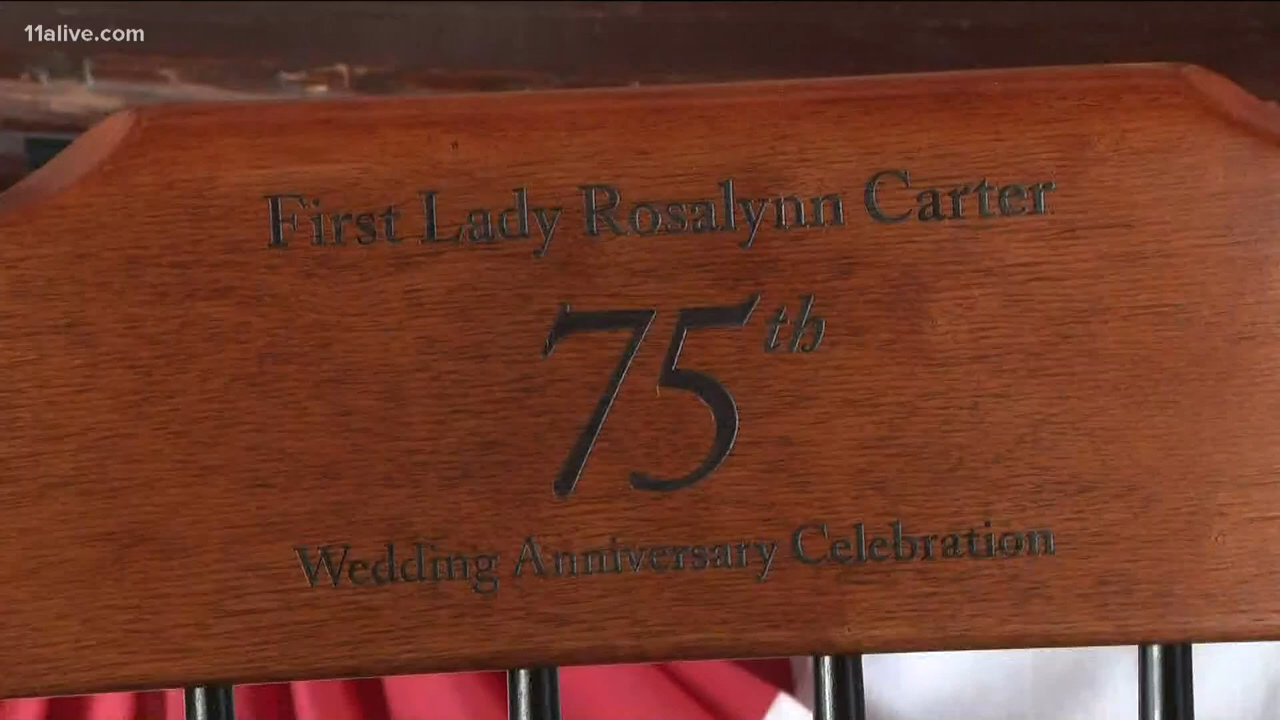 11alive.com
First Lady Rosalynn Carter
75th
Wedding Anniversary Celebration